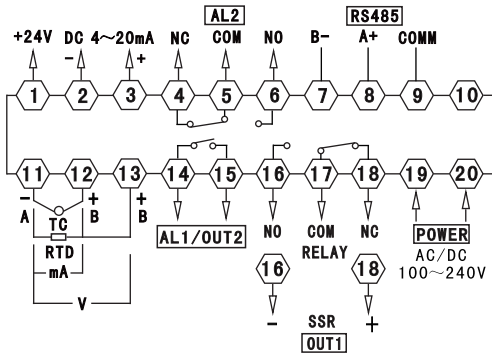 AL2 RS485
+24V DC 4～20mA NC COM NO B- A+ COMM
- +
1 2 3 4 5 6 7 8 9 10
11 12 13 14 15 16 17 18 19 20
- + +
A TC B B
RTD
mA
V
AL1/OUT2
NO COM NC
RELAY
POWER
AC/DC
100～240V
16 18
- SSR +
OUT1